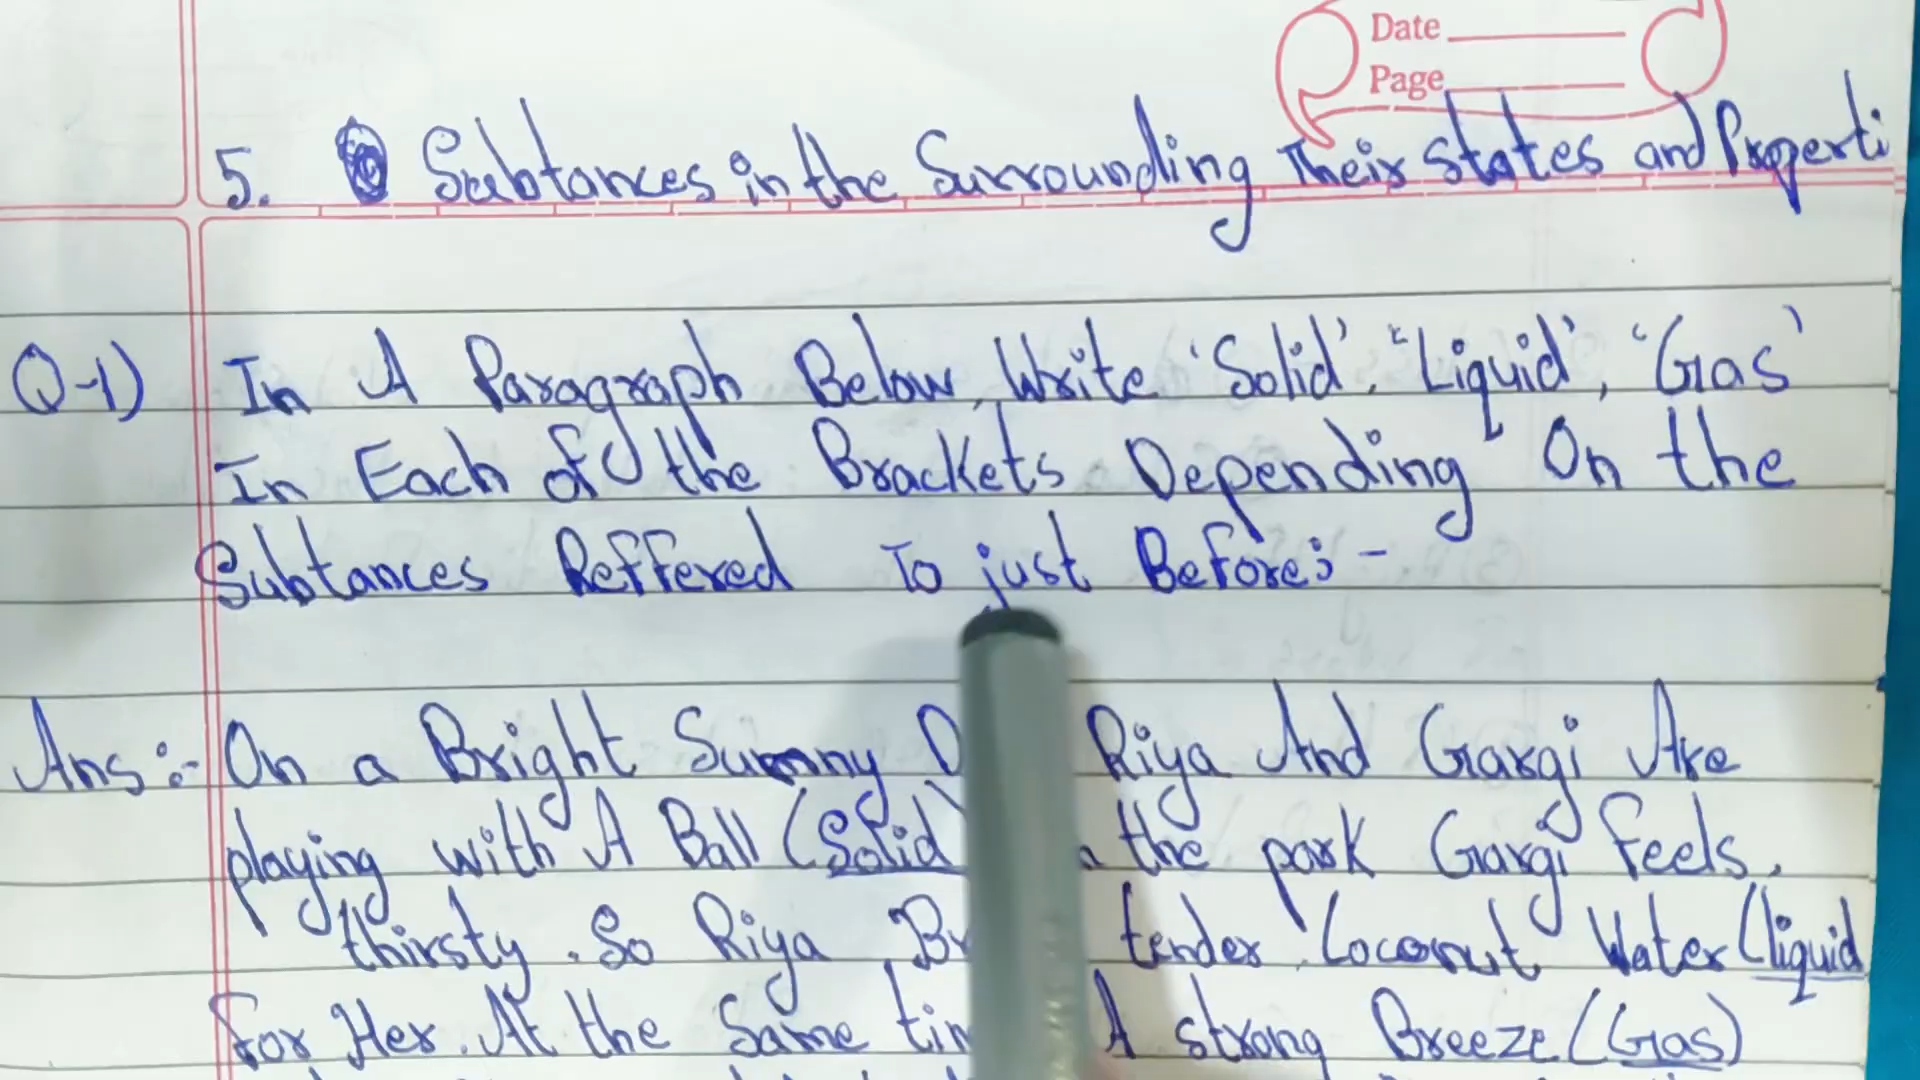 Date
Page
5. Subtances in the Surrounding Their States and Properti
Q-1) In A Paragraph Below, Write 'Solid', 'Liquid', 'Gas'
In Each of the Brackets Depending On the
Subtances Reffered To just Before:-
Ans:- On a Bright Sunny D Riya And Gargi Are
playing with A Ball (Solid) the park Gargi Feels,
thirsty. So Riya Br tender Coconut Water (liquid
For Her. At the Same tim A strong Breeze (Gas)